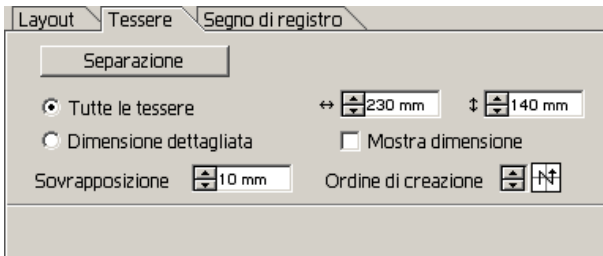 Layout Tessere Segno di registro
Separazione
Tutte le tessere 230 mm 140 mm
Dimensione dettagliata Mostra dimensione
Sovrapposizione 10 mm Ordine di creazione